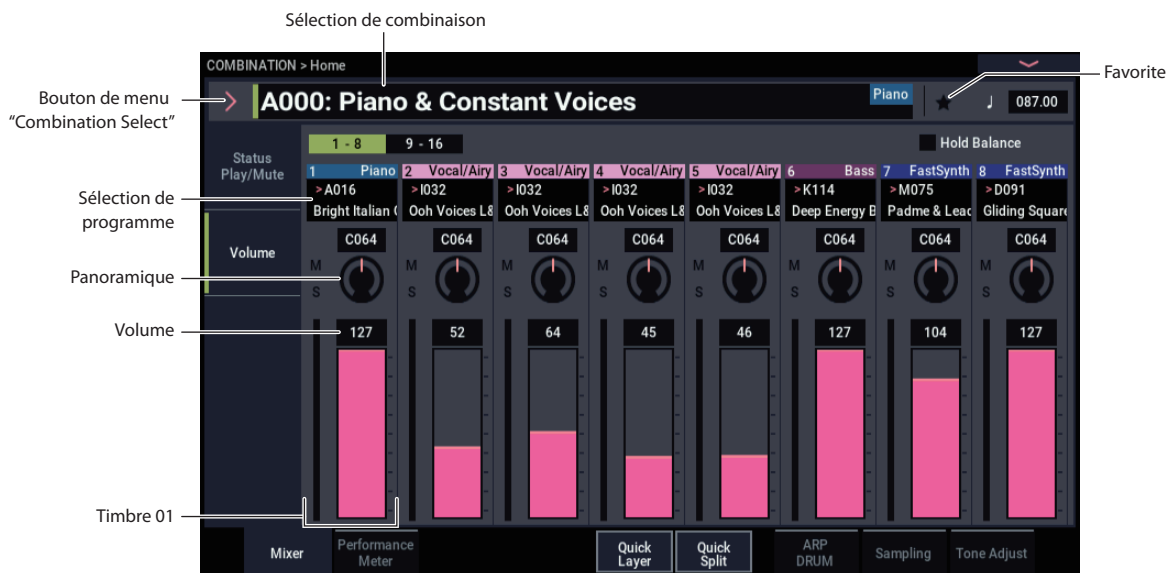 Sélection de combinaison
COMBINATION > Home
Favorite
Bouton de menu
"Combination Select"
A000: Piano & Constant Voices
Piano
♩ 087.00
1 - 8
9 - 16
Hold Balance
Status
Play/Mute
1 Piano 2 Vocal/Airy 3 Vocal/Airy 4 Vocal/Airy 5 Vocal/Airy 6 Bass 7 FastSynth 8 FastSynth
Sélection de
programme
>A016 >I032 >I032 >I032 >I032 >K114 >M075 >D091
Bright Italian Ooh Voices L& Ooh Voices L& Ooh Voices L& Ooh Voices L& Deep Energy B Padme & Lead Gliding Square
Volume
C064 C064 C064 C064 C064 C064 C064 C064
M M M M M M M M
Panoramique
S S S S S S S S
Volume
127 52 64 45 46 127 104 127
Timbre 01
Mixer
Performance
Meter
Quick
Layer
Quick
Split
ARP
DRUM
Sampling
Tone Adjust